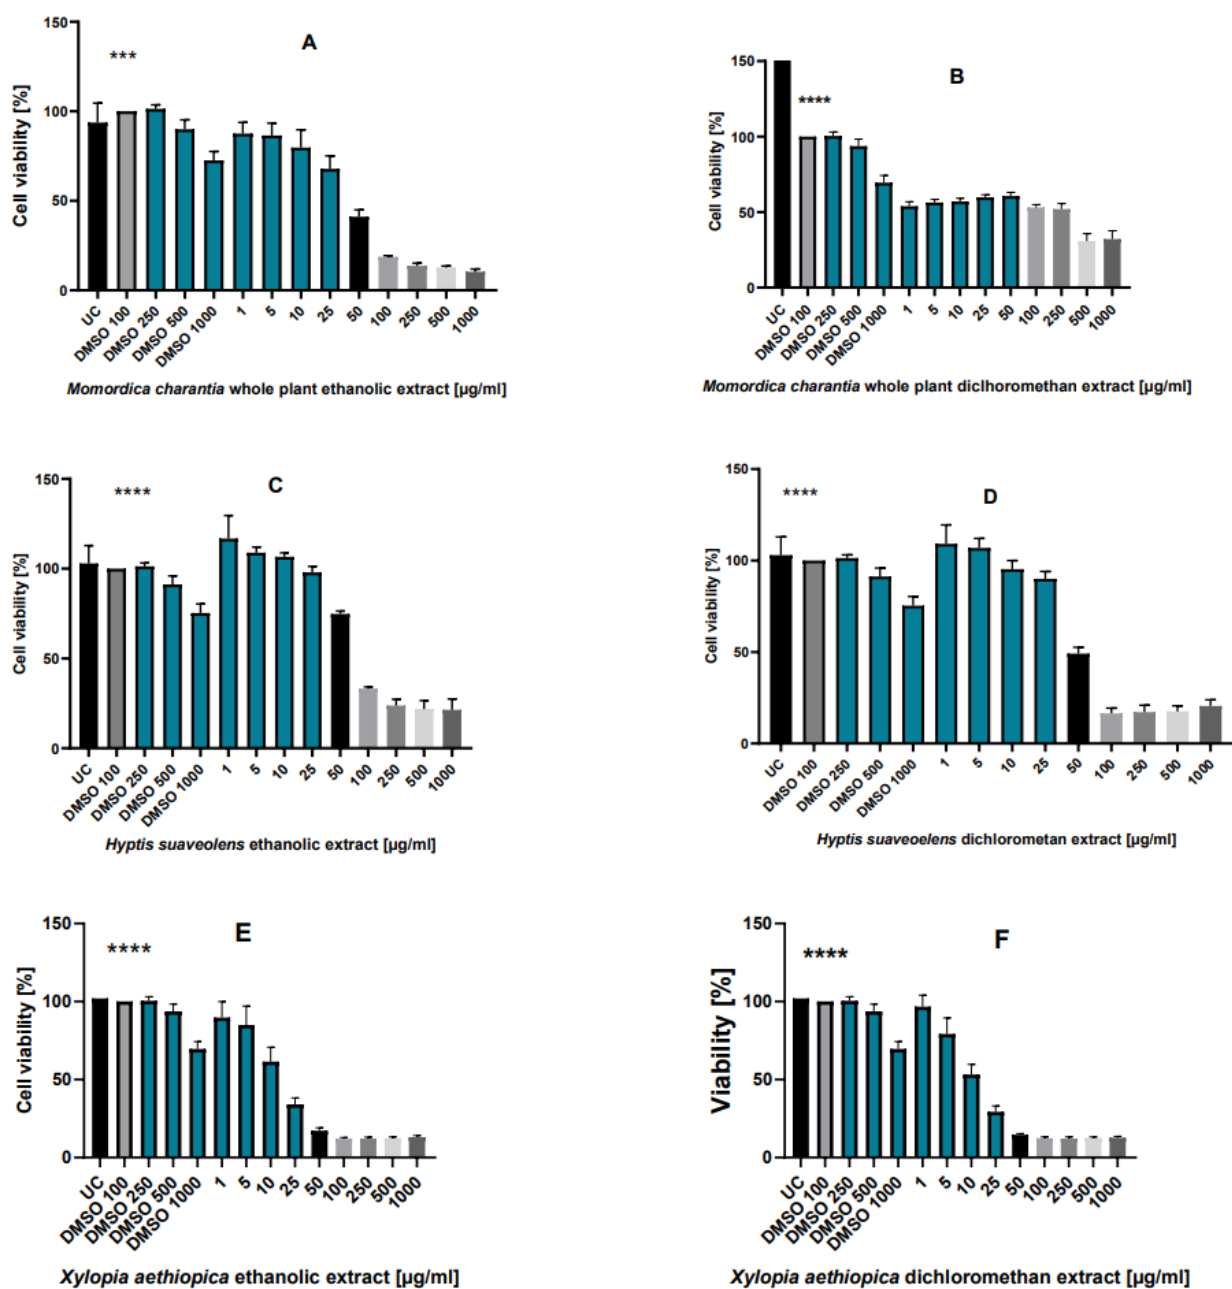 A
***
Cell viability [%]
150
100
50
0
UC
DMSO 100
DMSO 250
DMSO 500
DMSO 1000
1
5
10
25
50
100
250
500
1000
Momordica charantia whole plant ethanolic extract [µg/ml]
B
****
Cell viability [%]
150
100
50
0
UC
DMSO 100
DMSO 250
DMSO 500
DMSO 1000
1
5
10
25
50
100
250
500
1000
Momordica charantia whole plant diclhoromethan extract [µg/ml]
C
****
Cell viability [%]
150
100
50
0
UC
DMSO 100
DMSO 250
DMSO 500
DMSO 1000
1
5
10
25
50
100
250
500
1000
Hyptis suaveolens ethanolic extract [µg/ml]
D
****
Cell viability [%]
150
100
50
0
UC
DMSO 100
DMSO 250
DMSO 500
DMSO 1000
1
5
10
25
50
100
250
500
1000
Hyptis suaveoelens dichlorometan extract [µg/ml]
E
****
Cell viability [%]
150
100
50
0
UC
DMSO 100
DMSO 250
DMSO 500
DMSO 1000
1
5
10
25
50
100
250
500
1000
Xylopia aethiopica ethanolic extract [µg/ml]
F
****
Viability [%]
150
100
50
0
UC
DMSO 100
DMSO 250
DMSO 500
DMSO 1000
1
5
10
25
50
100
250
500
1000
Xylopia aethiopica dichloromethan extract [µg/ml]